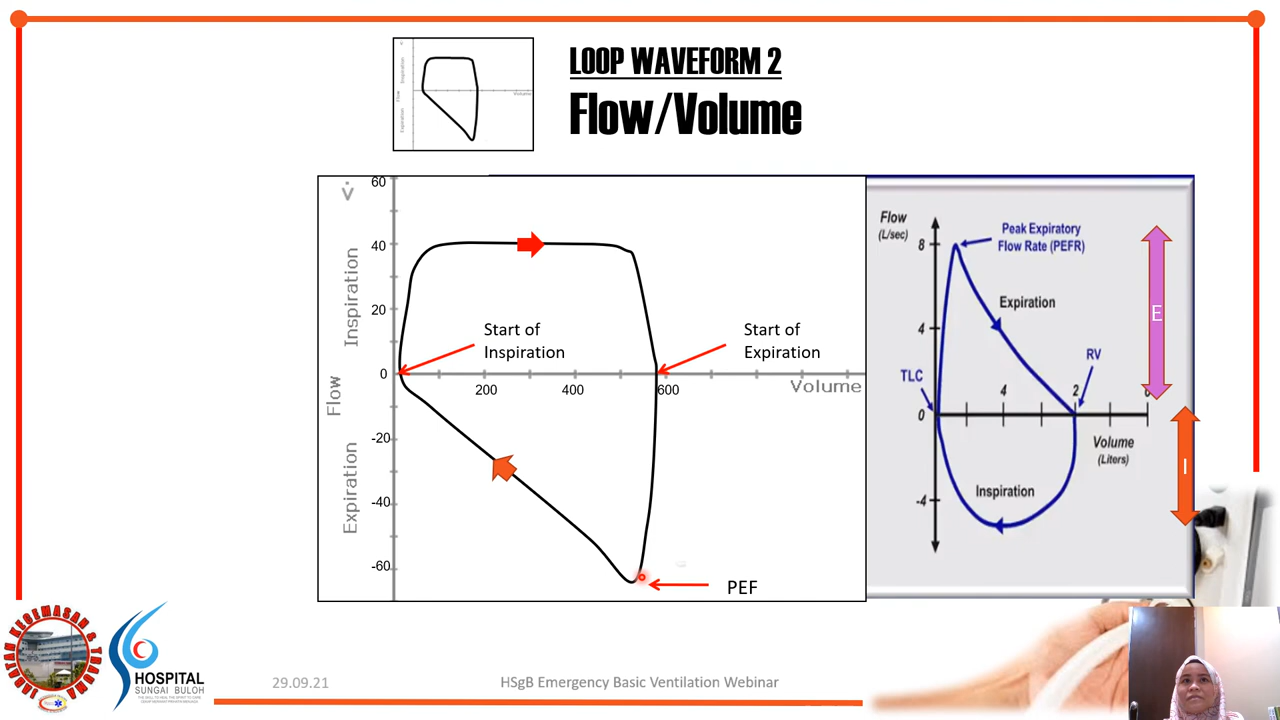 LOOP WAVEFORM 2
Flow/Volume
Inspiration
Flow
Expiration
Volume
V̇
60
40
20
0
-20
-40
-60
Inspiration
Flow
Expiration
Start of
Inspiration
Start of
Expiration
200
400
600
Volume
PEF
Flow
(L/sec)
8
4
0
-4
Peak Expiratory
Flow Rate (PEFR)
Expiration
RV
TLC
4
2
Volume
(Liters)
Inspiration
E
I
JABATAN KECEMASAN & TRAUMA
HOSPITAL
SUNGAI BULOH
29.09.21
HSgB Emergency Basic Ventilation Webinar